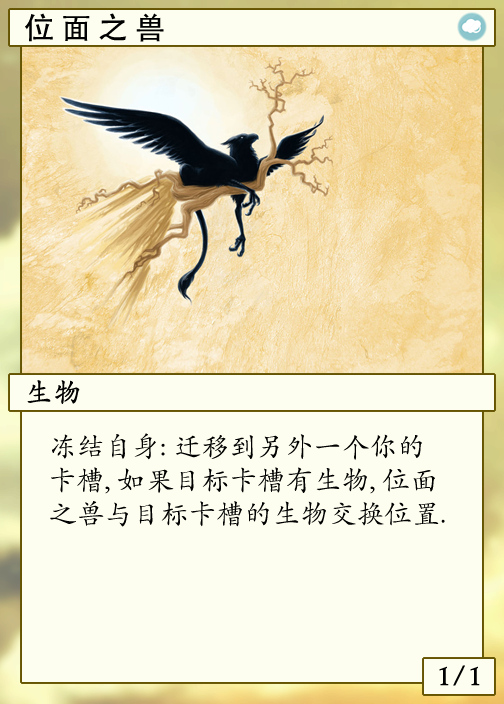 位面之兽
生物
冻结自身: 迁移到另外一个你的
卡槽, 如果目标卡槽有生物, 位面
之兽与目标卡槽的生物交换位置.
1/1